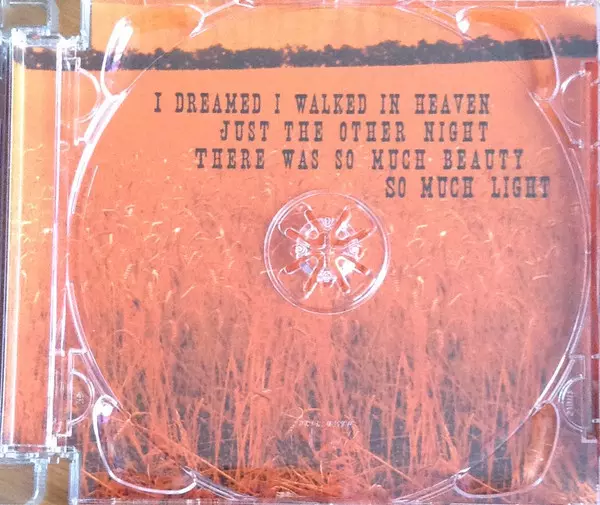 I DREAMED I WALKED IN HEAVEN
JUST THE OTHER NIGHT
THERE WAS SO MUCH BEAUTY
SO MUCH LIGHT